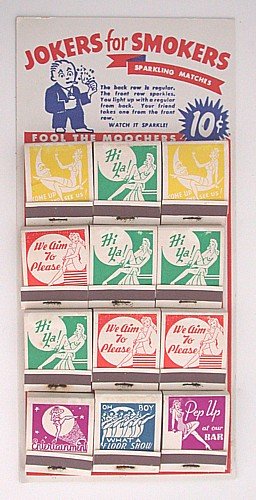 JOKERS for SMOKERS
SPARKLING MATCHES
The back row is regular.
The front row sparkles.
You light up with a regular
from back. Your friend
takes one from the front
row.
WATCH IT SPARKLE!
10¢
FOOL THE MOOCHERS
COME UP SEE US
Hi Ya!
COME UP SEE US
We Aim To Please
Hi Ya!
Hi Ya!
Hi Ya!
We Aim To Please
We Aim To Please
Entertainment
OH BOY
WHAT A
FLOOR SHOW
Pep Up
at our
BAR